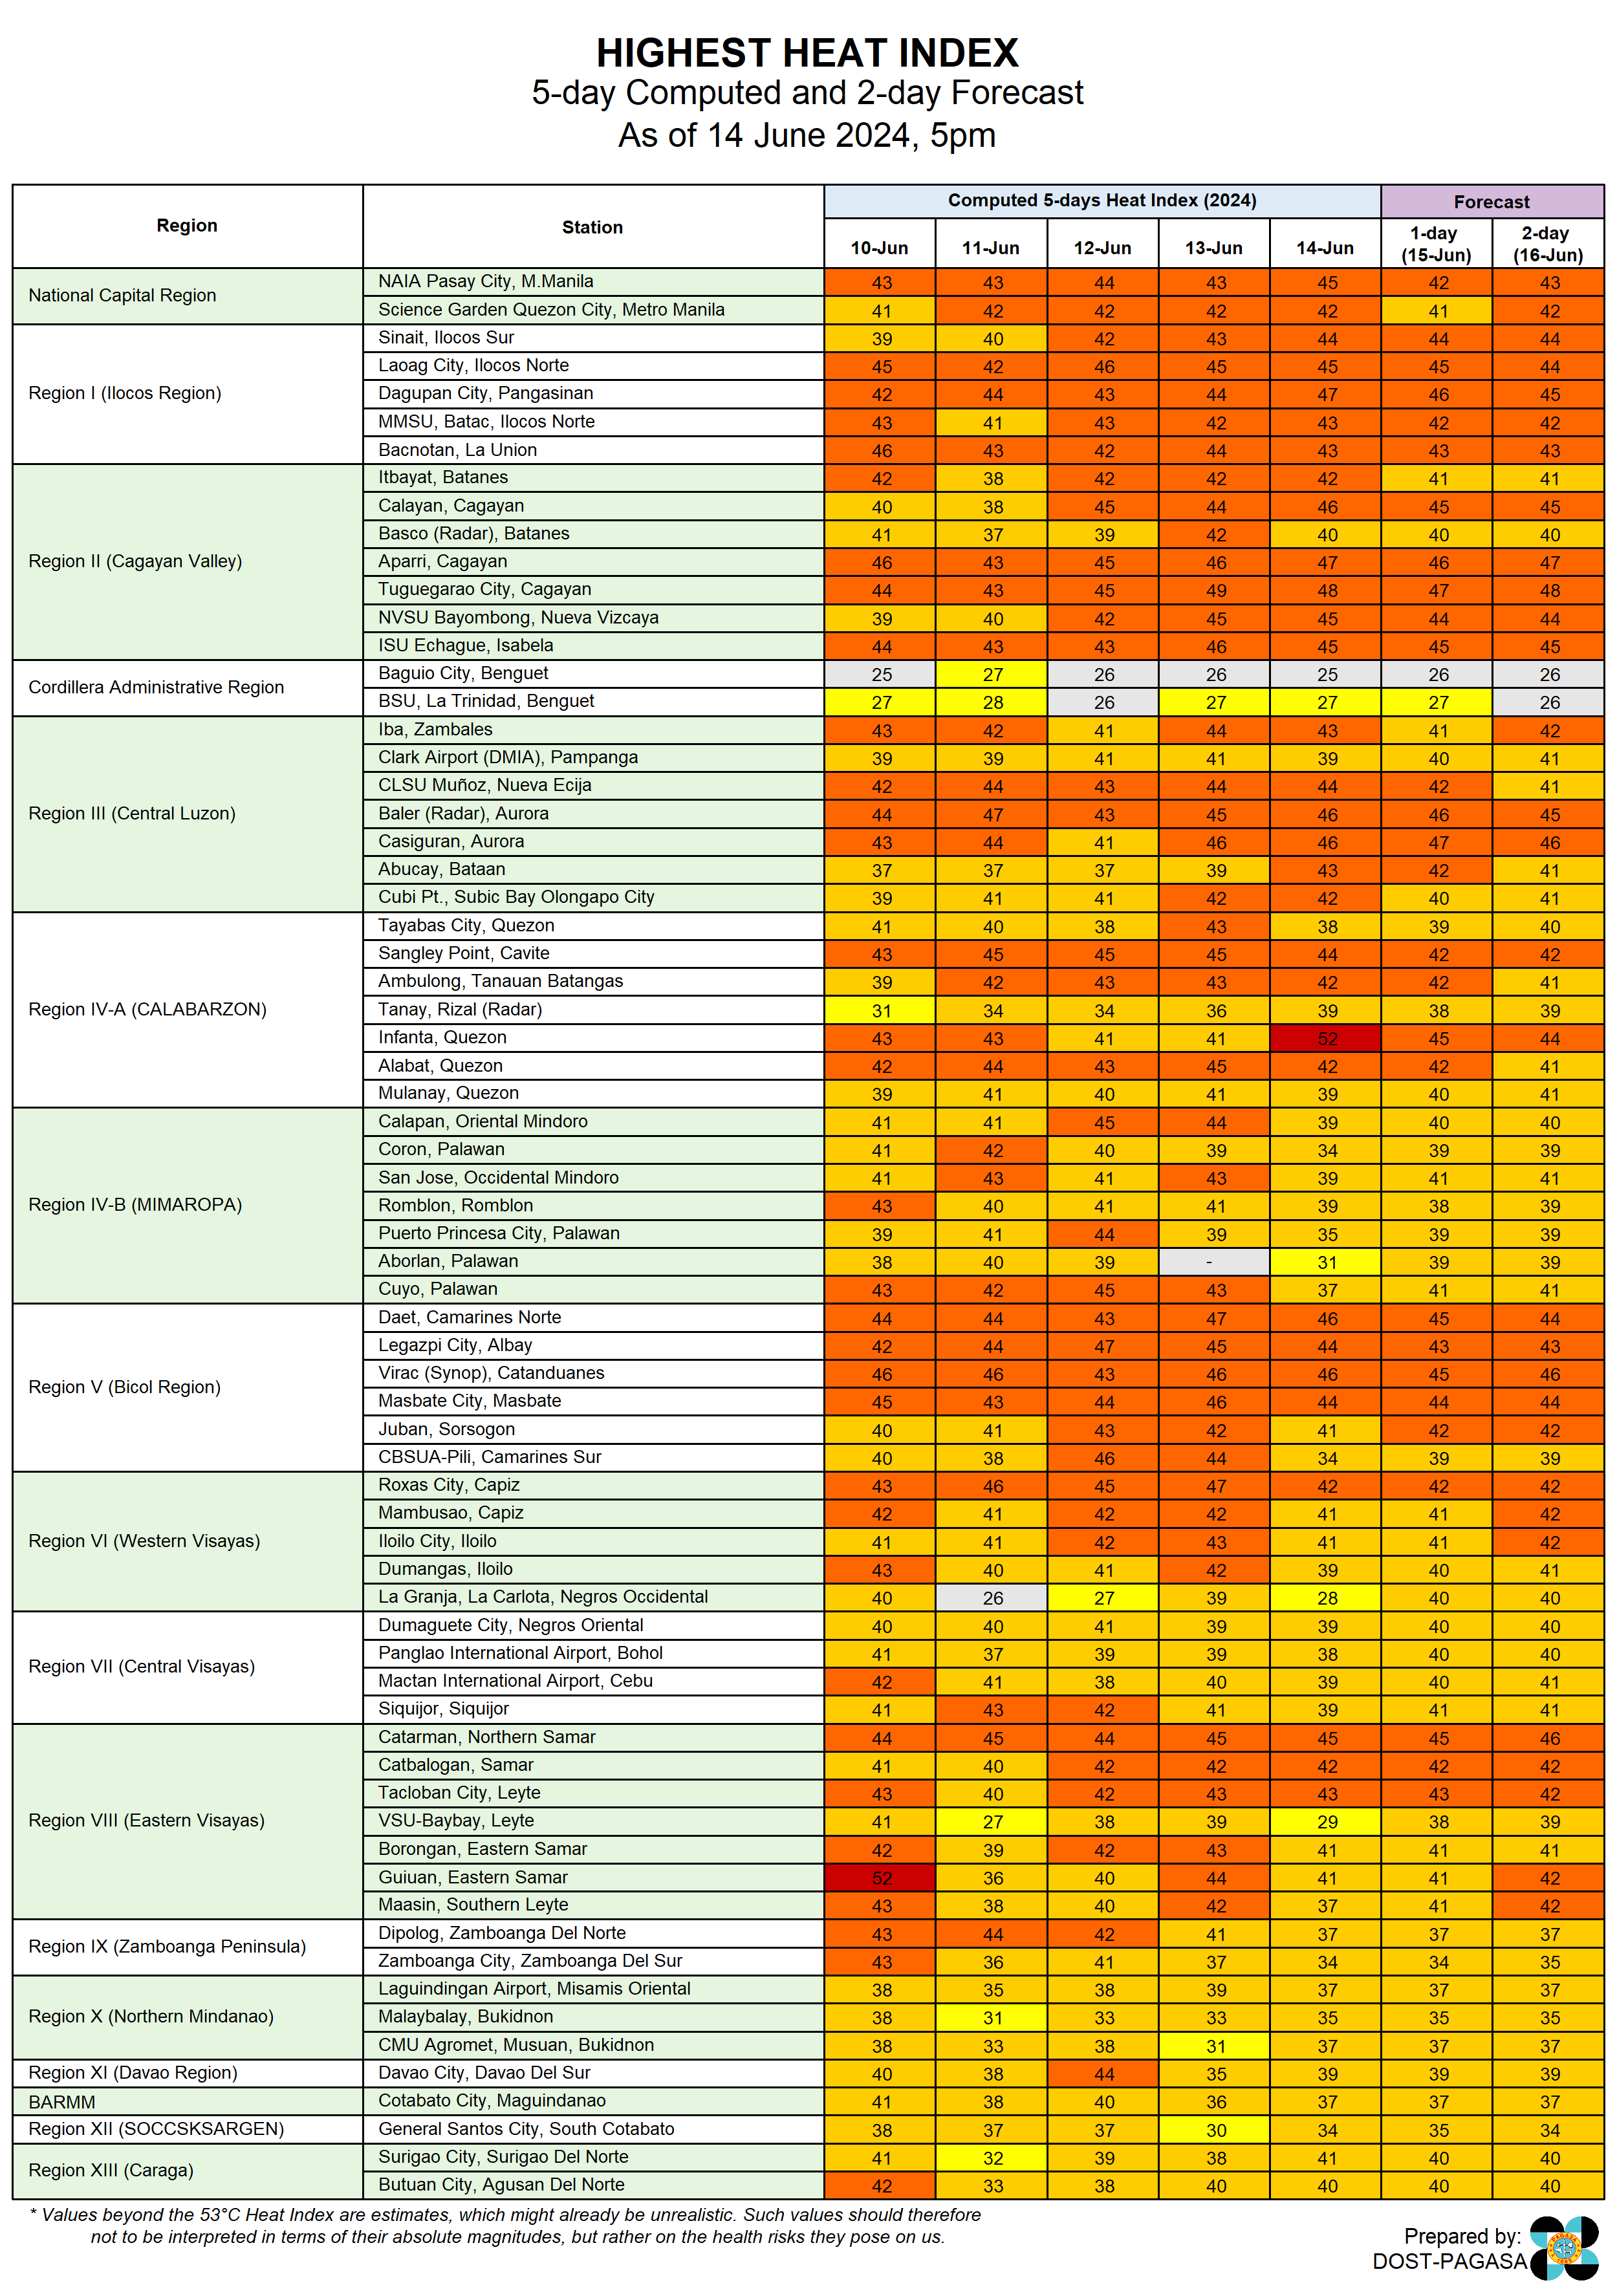 HIGHEST HEAT INDEX
5-day Computed and 2-day Forecast
As of 14 June 2024, 5pm
Region Station Computed 5-days Heat Index (2024) Forecast
10-Jun 11-Jun 12-Jun 13-Jun 14-Jun 1-day (15-Jun) 2-day (16-Jun)
National Capital Region
NAIA Pasay City, M.Manila 43 43 44 43 45 42 43
Science Garden Quezon City, Metro Manila 41 42 42 42 42 41 42
Region I (Ilocos Region)
Sinait, Ilocos Sur 39 40 42 43 44 44 44
Laoag City, Ilocos Norte 45 42 46 45 45 45 44
Dagupan City, Pangasinan 42 44 43 44 47 46 45
MMSU, Batac, Ilocos Norte 43 41 43 42 43 42 42
Bacnotan, La Union 46 43 42 44 43 43 43
Region II (Cagayan Valley)
Itbayat, Batanes 42 38 42 42 42 41 41
Calayan, Cagayan 40 38 45 44 46 45 45
Basco (Radar), Batanes 41 37 39 42 40 40 40
Aparri, Cagayan 46 43 45 46 47 46 47
Tuguegarao City, Cagayan 44 43 45 49 48 47 48
NVSU Bayombong, Nueva Vizcaya 39 40 42 45 45 44 44
ISU Echague, Isabela 44 43 43 46 45 45 45
Cordillera Administrative Region
Baguio City, Benguet 25 27 26 26 25 26 26
BSU, La Trinidad, Benguet 27 28 26 27 27 27 26
Region III (Central Luzon)
Iba, Zambales 43 42 41 44 43 41 42
Clark Airport (DMIA), Pampanga 39 39 41 41 39 40 41
CLSU Muñoz, Nueva Ecija 42 44 43 44 44 42 41
Baler (Radar), Aurora 44 47 43 45 46 46 45
Casiguran, Aurora 43 44 41 46 46 47 46
Abucay, Bataan 37 37 37 39 43 42 41
Cubi Pt., Subic Bay Olongapo City 39 41 41 42 42 40 41
Region IV-A (CALABARZON)
Tayabas City, Quezon 41 40 38 43 38 39 40
Sangley Point, Cavite 43 45 45 45 44 42 42
Ambulong, Tanauan Batangas 39 42 43 43 42 42 41
Tanay, Rizal (Radar) 31 34 34 36 39 38 39
Infanta, Quezon 43 43 41 41 52 45 44
Alabat, Quezon 42 44 43 45 42 42 41
Mulanay, Quezon 39 41 40 41 39 40 41
Region IV-B (MIMAROPA)
Calapan, Oriental Mindoro 41 41 45 44 39 40 40
Coron, Palawan 41 42 40 39 34 39 39
San Jose, Occidental Mindoro 41 43 41 43 39 41 41
Romblon, Romblon 43 40 41 41 39 38 39
Puerto Princesa City, Palawan 39 41 44 39 35 39 39
Aborlan, Palawan 38 40 39 - 31 39 39
Cuyo, Palawan 43 42 45 43 37 41 41
Region V (Bicol Region)
Daet, Camarines Norte 44 44 43 47 46 45 44
Legazpi City, Albay 42 44 47 45 44 43 43
Virac (Synop), Catanduanes 46 46 43 46 46 45 46
Masbate City, Masbate 45 43 44 46 44 44 44
Juban, Sorsogon 40 41 43 42 41 42 42
CBSUA-Pili, Camarines Sur 40 38 46 44 34 39 39
Region VI (Western Visayas)
Roxas City, Capiz 43 46 45 47 42 42 42
Mambusao, Capiz 42 41 42 42 41 41 42
Iloilo City, Iloilo 41 41 42 42 41 41 42
Dumangas, Iloilo 43 40 41 42 39 40 41
La Granja, La Carlota, Negros Occidental 40 26 27 39 28 40 40
Region VII (Central Visayas)
Dumaguete City, Negros Oriental 40 40 41 39 39 40 40
Panglao International Airport, Bohol 41 37 39 39 38 40 40
Mactan International Airport, Cebu 42 41 38 40 39 40 41
Siquijor, Siquijor 41 43 42 41 39 41 41
Region VIII (Eastern Visayas)
Catarman, Northern Samar 44 45 44 45 45 45 46
Catbalogan, Samar 41 40 42 42 42 42 42
Tacloban City, Leyte 43 40 42 43 43 43 42
VSU-Baybay, Leyte 41 27 38 39 29 38 39
Borongan, Eastern Samar 42 39 42 43 41 41 41
Guiuan, Eastern Samar 52 36 40 44 41 41 42
Maasin, Southern Leyte 43 38 40 42 37 41 42
Region IX (Zamboanga Peninsula)
Dipolog, Zamboanga Del Norte 43 44 42 41 37 37 37
Zamboanga City, Zamboanga Del Sur 43 36 41 37 34 34 35
Region X (Northern Mindanao)
Laguindingan Airport, Misamis Oriental 38 35 38 39 37 37 37
Malaybalay, Bukidnon 38 31 33 33 35 35 35
CMU Agromet, Musuan, Bukidnon 38 33 38 31 37 37 37
Region XI (Davao Region) Davao City, Davao Del Sur 40 38 44 35 39 39 39
BARMM Cotabato City, Maguindanao 41 38 40 36 37 37 37
Region XII (SOCCSKSARGEN) General Santos City, South Cotabato 38 37 37 30 34 35 34
Region XIII (Caraga)
Surigao City, Surigao Del Norte 41 32 39 38 41 40 40
Butuan City, Agusan Del Norte 42 33 38 40 40 40 40
* Values beyond the 53°C Heat Index are estimates, which might already be unrealistic. Such values should therefore
not to be interpreted in terms of their absolute magnitudes, but rather on the health risks they pose on us.
Prepared by:
DOST-PAGASA